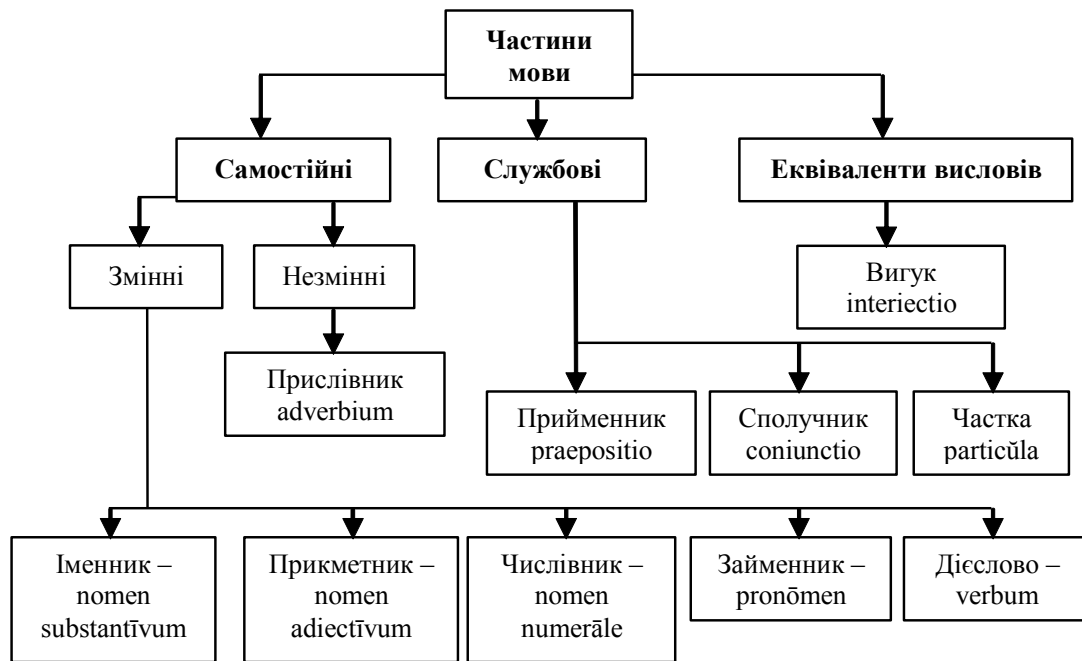 Частини
мови
Самостійні
Службові
Еквіваленти висловів
Змінні
Незмінні
Вигук
interiectio
Прислівник
adverbium
Прийменник
praepositio
Сполучник
coniunctio
Частка
particŭla
Іменник –
nomen
substantīvum
Прикметник –
nomen
adiectīvum
Числівник –
nomen
numerāle
Займенник –
pronōmen
Дієслово –
verbum